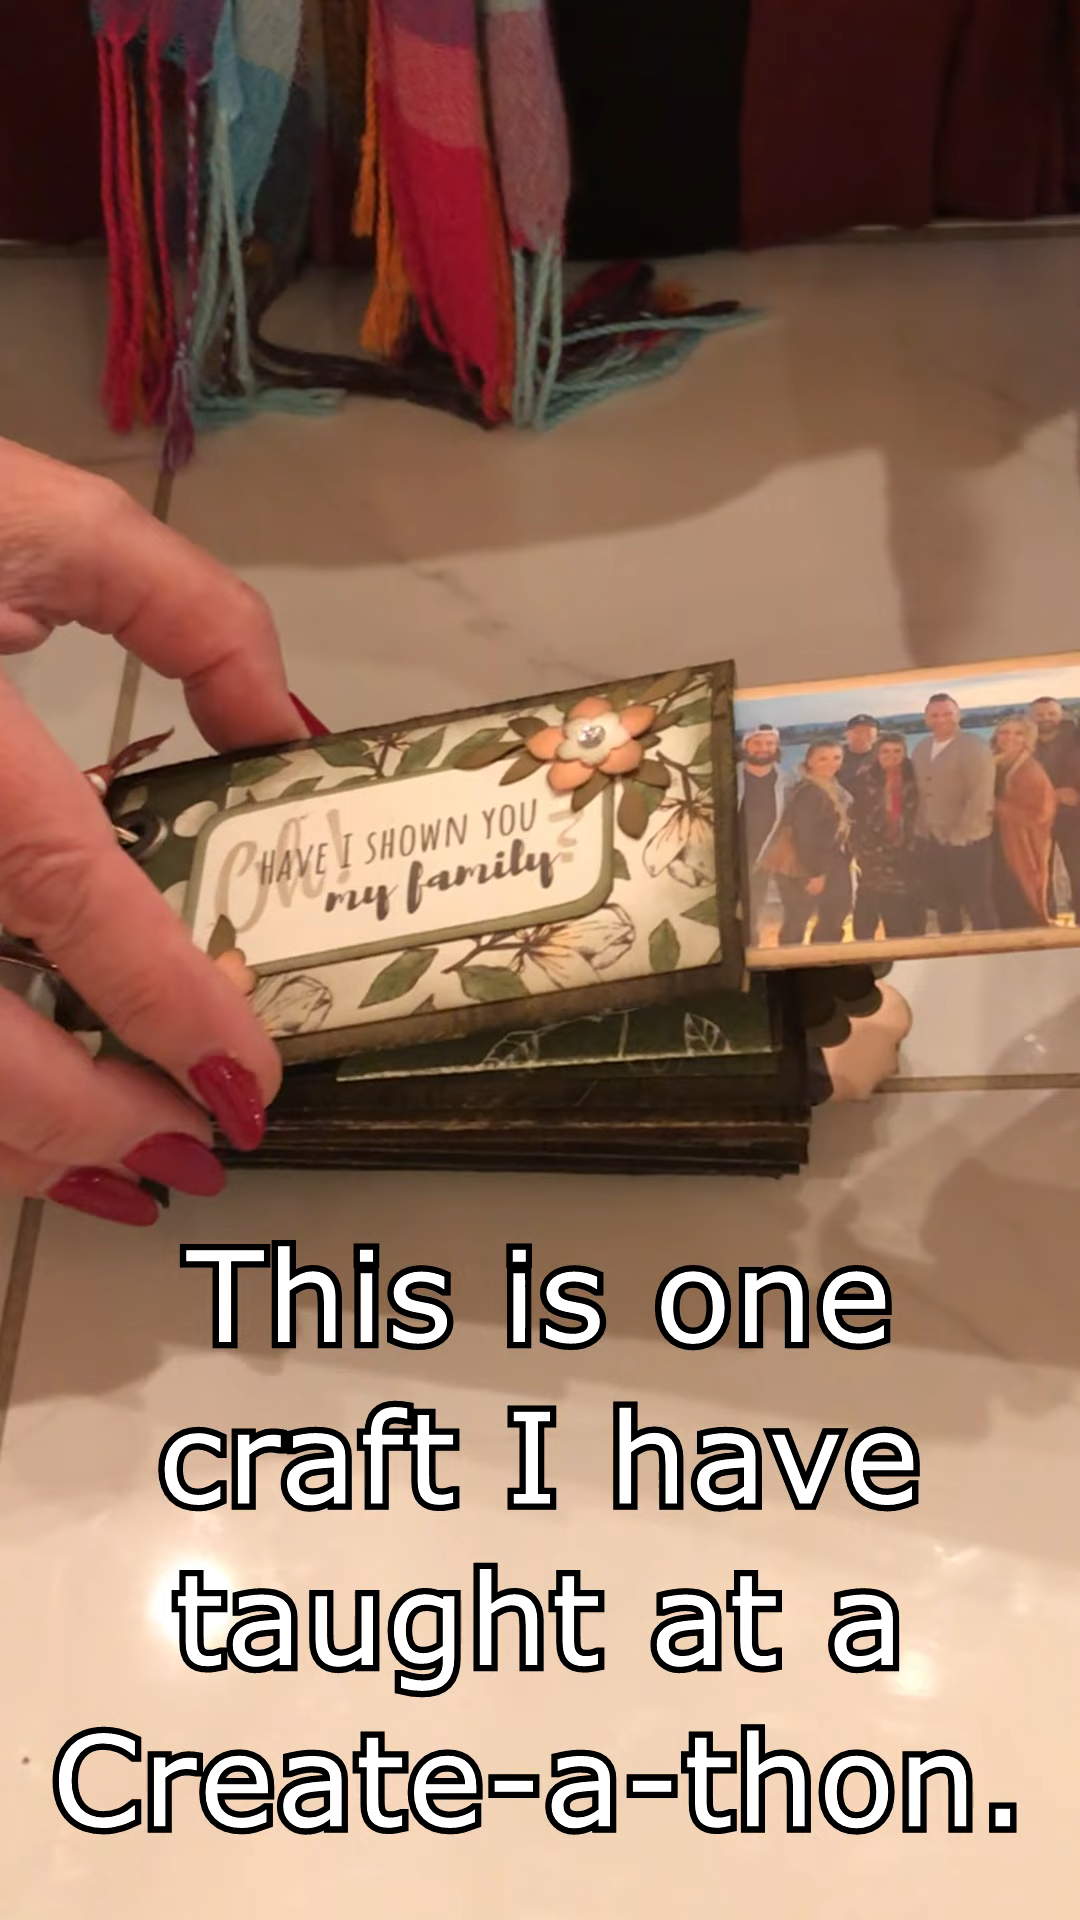 Oh!
HAVE I SHOWN YOU
my family
This is one
craft I have
taught at a
Create-a-thon.